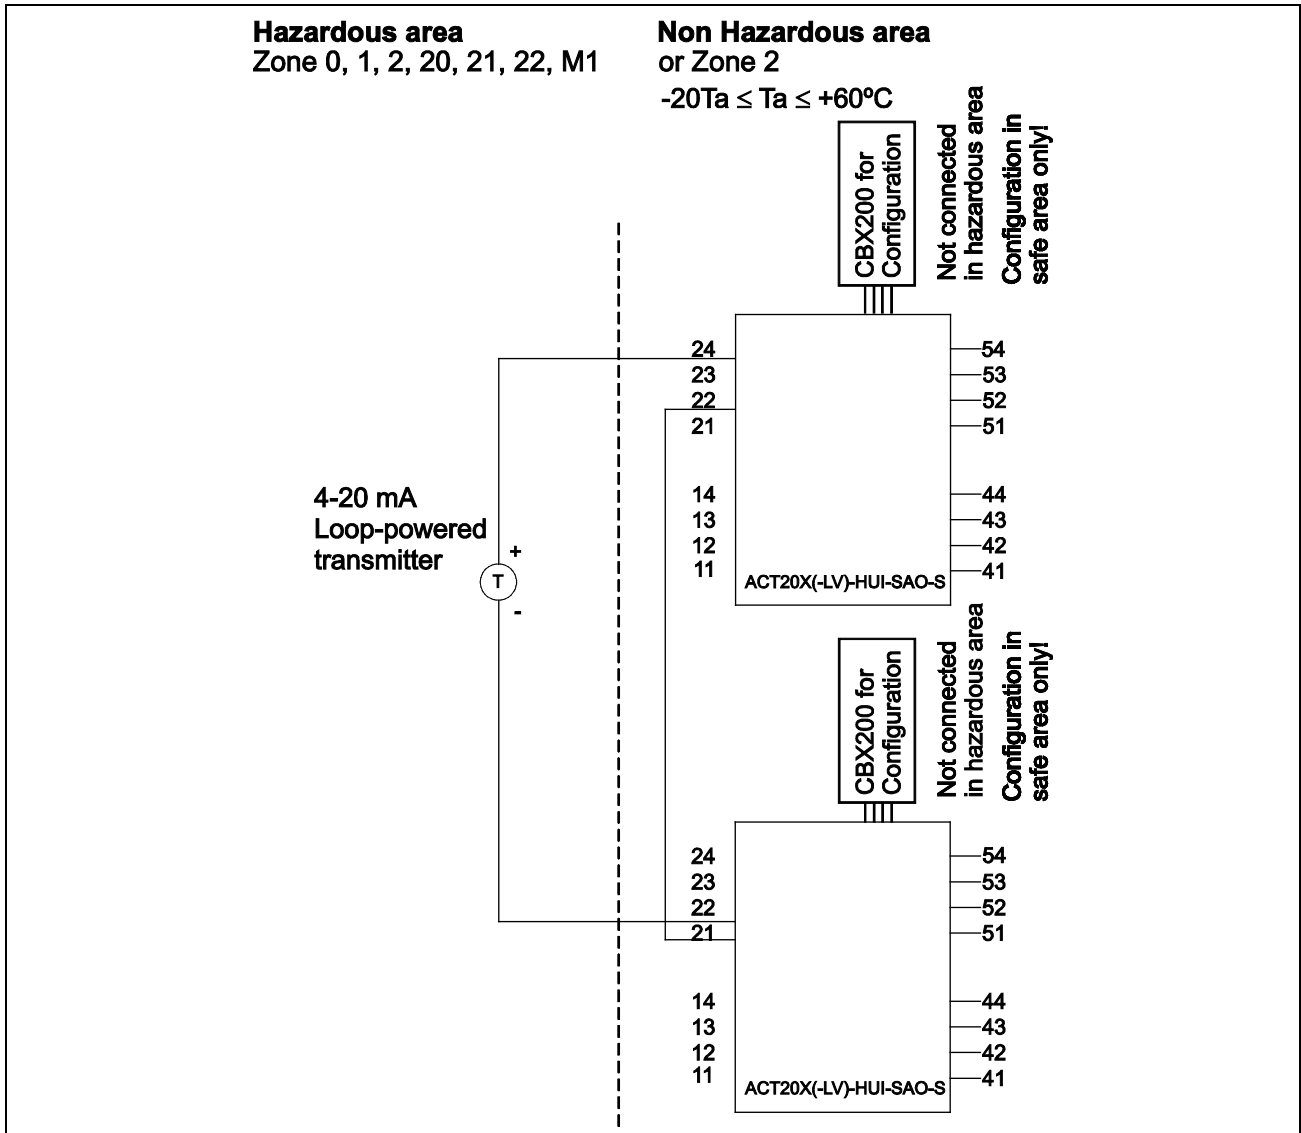 Hazardous area
Zone 0, 1, 2, 20, 21, 22, M1
Non Hazardous area
or Zone 2
-20Ta ≤ Ta ≤ +60ºC
CBX200 for
Configuration
Not connected
in hazardous area
Configuration in
safe area only!
24
23
22
21
14
13
12
11
54
53
52
51
44
43
42
41
ACT20X(-LV)-HUI-SAO-S
4-20 mA
Loop-powered
transmitter
+
T
-
CBX200 for
Configuration
Not connected
in hazardous area
Configuration in
safe area only!
24
23
22
21
14
13
12
11
54
53
52
51
44
43
42
41
ACT20X(-LV)-HUI-SAO-S